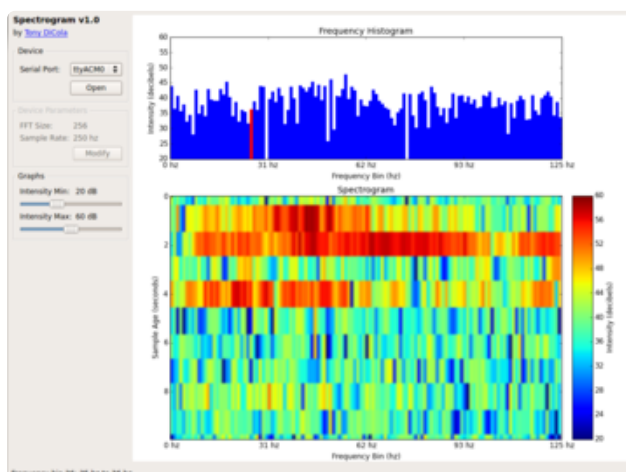 Spectrogram v1.0
by Tony DiCola
Device
Serial Port: ttyACM0
Open
Device Parameters
FFT Size: 256
Sample Rate: 250 hz
Modify
Graphs
Intensity Min: 20 dB
Intensity Max: 60 dB
Frequency Histogram
Intensity (decibels)
60
55
50
45
40
35
30
25
20
0 hz 31 hz 62 hz 93 hz 125 hz
Frequency Bin (hz)
Spectrogram
Sample Age (seconds)
0
2
4
6
8
0 hz 31 hz 62 hz 93 hz 125 hz
Frequency Bin (hz)
60
56
52
48
44
40
36
32
28
24
20
Intensity (decibels)